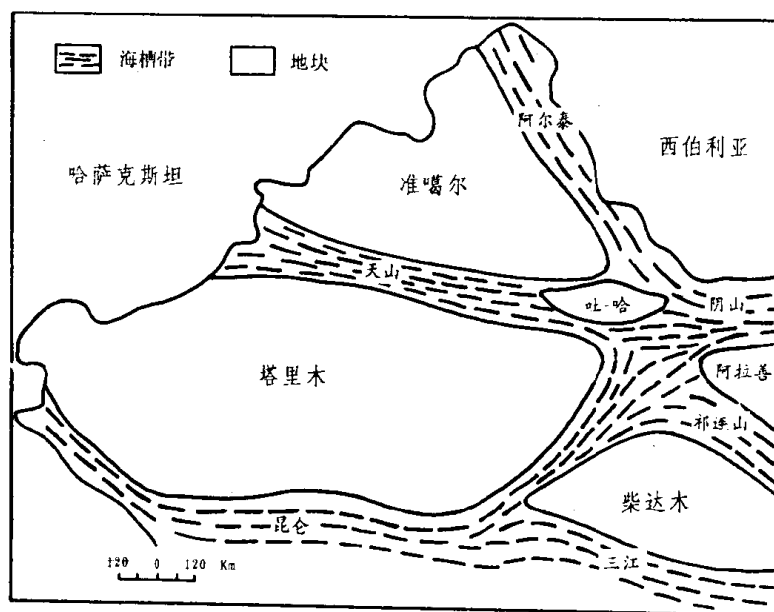 海槽带
地块
阿尔泰
西伯利亚
哈萨克斯坦
准噶尔
天山
吐-哈
阴山
塔里木
阿拉善
祁连山
柴达木
昆仑
三江
120 0 120 Km